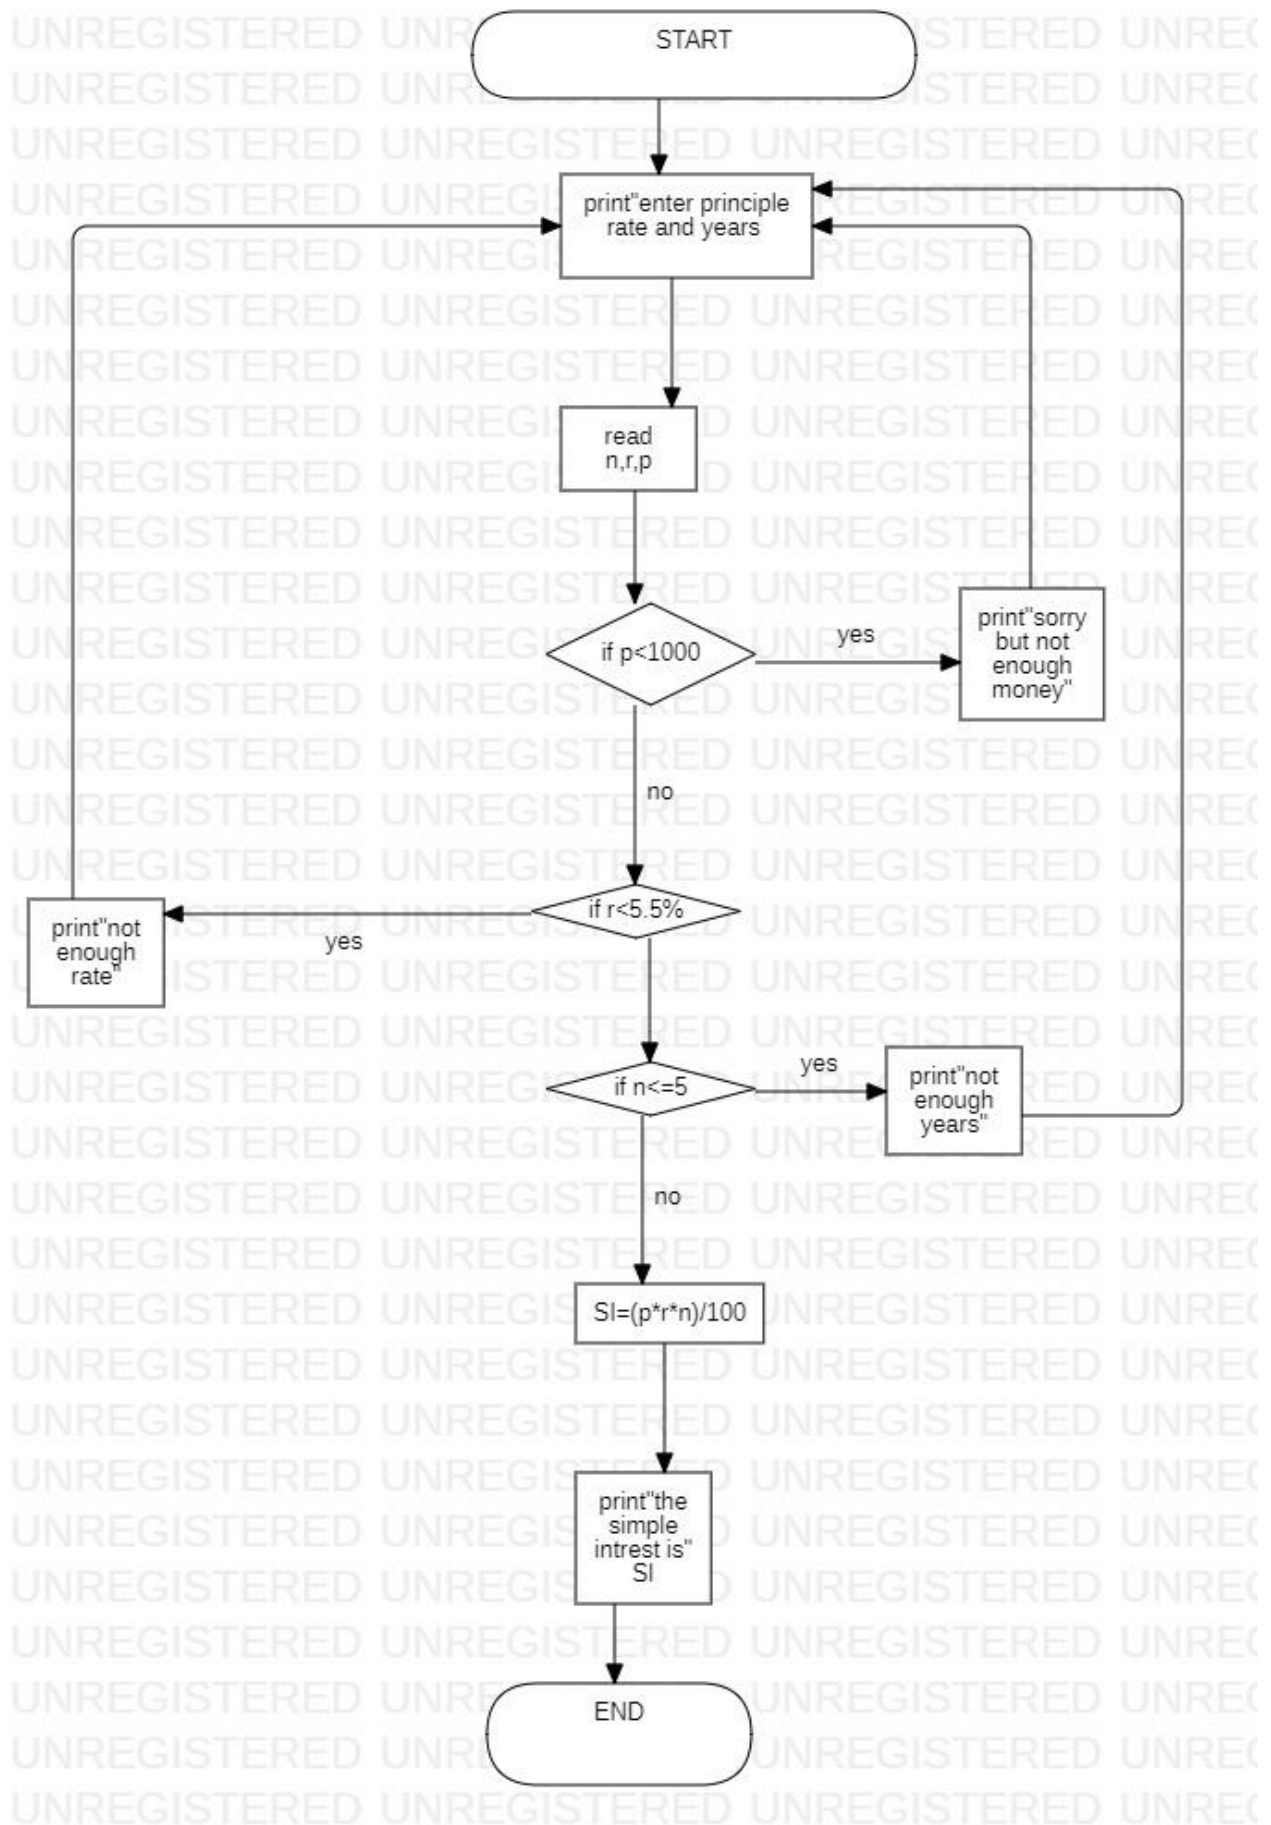 START
print"enter principle
rate and years
read
n,r,p
if p<1000
yes
print"sorry
but not
enough
money"
no
if r<5.5%
yes
print"not
enough
rate"
if n<=5
yes
print"not
enough
years"
no
SI=(p*r*n)/100
print"the
simple
intrest is"
SI
END
UNREGISTERED